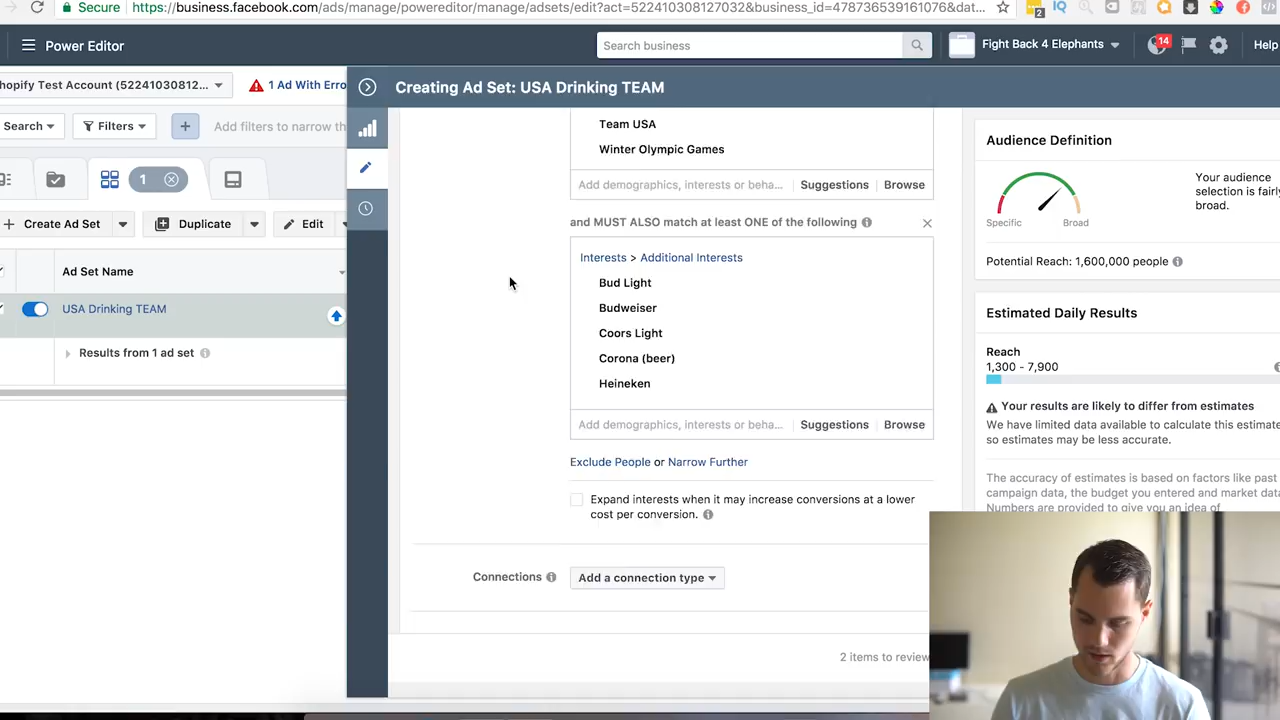 Secure https://business.facebook.com/ads/manage/powereditor/manage/adsets/edit?act=522410308127032&business_id=478736539161076&dat...
2
Power Editor
Search business
Fight Back 4 Elephants
14
Help
hopify Test Account (52241030812...
1 Ad With Erro
Creating Ad Set: USA Drinking TEAM
Search
Filters
Add filters to narrow th
1
Create Ad Set
Duplicate
Edit
Ad Set Name
USA Drinking TEAM
Results from 1 ad set
Team USA
Winter Olympic Games
Add demographics, interests or beha...
Suggestions
Browse
and MUST ALSO match at least ONE of the following
Interests > Additional Interests
Bud Light
Budweiser
Coors Light
Corona (beer)
Heineken
Add demographics, interests or beha...
Suggestions
Browse
Exclude People or Narrow Further
Expand interests when it may increase conversions at a lower
cost per conversion.
Connections
Add a connection type
2 items to review
Audience Definition
Specific
Broad
Your audience
selection is fairly
broad.
Potential Reach: 1,600,000 people
Estimated Daily Results
Reach
1,300 - 7,900
Your results are likely to differ from estimates
We have limited data available to calculate this estimate
so estimates may be less accurate.
The accuracy of estimates is based on factors like past
campaign data, the budget you entered and market data
Numbers are provided to give you an idea of